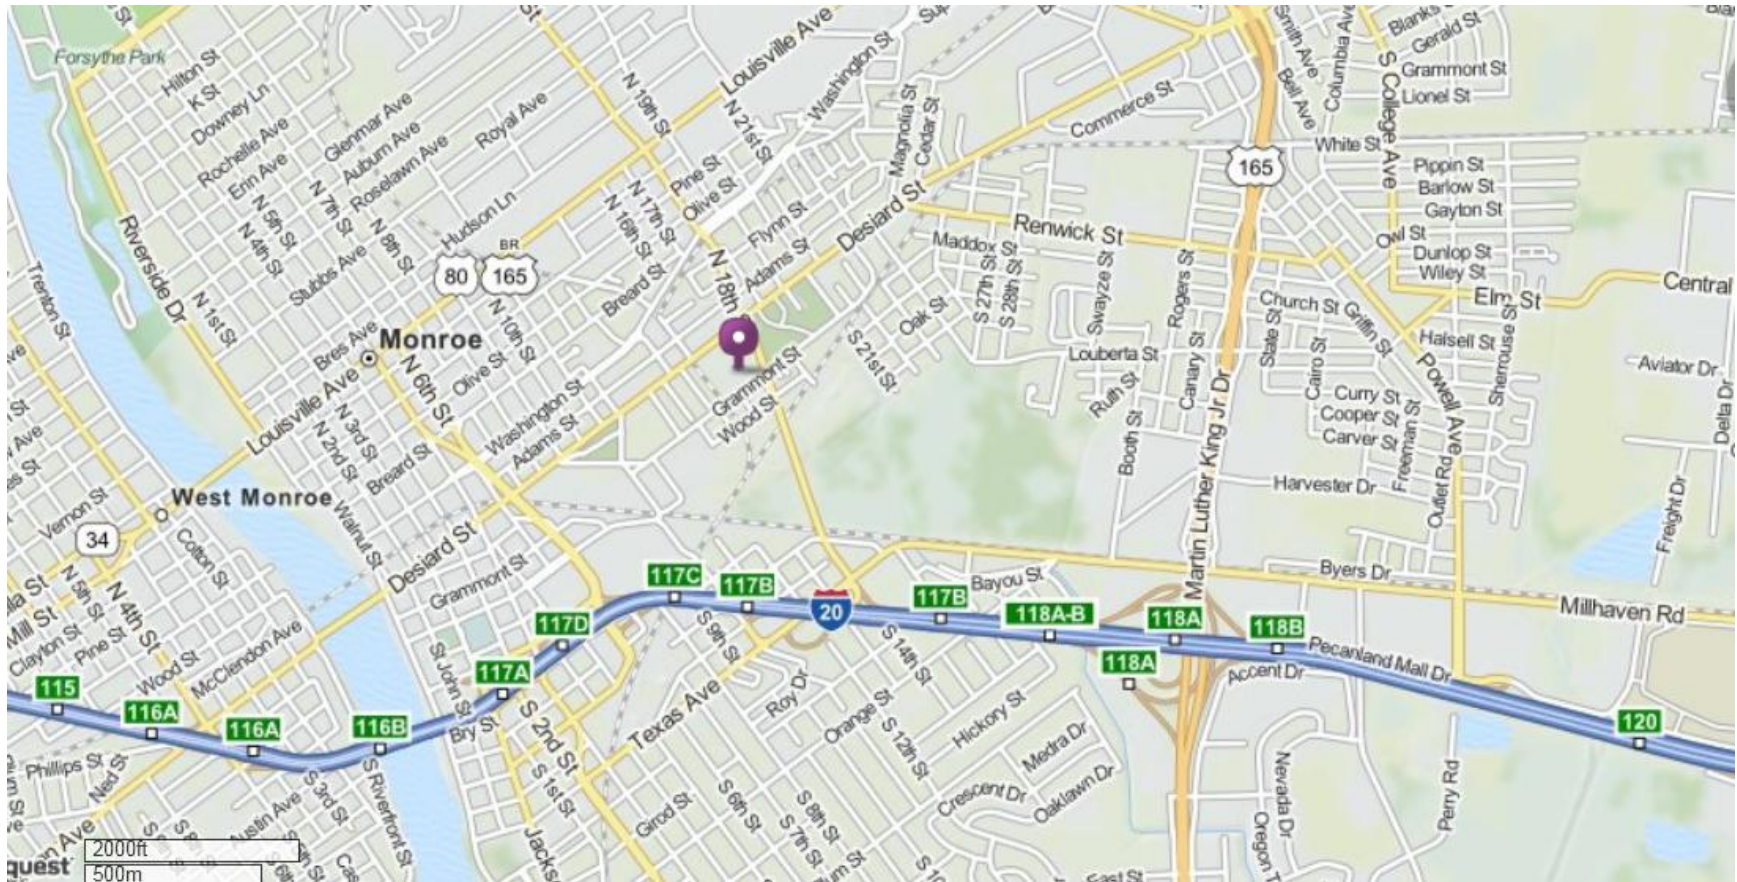 Forsythe Park
Hilton St
K St
Downey Ln
Rochelle Ave
Erin Ave
N 5th St
N 4th St
Glenmar Ave
Auburn Ave
Roselawn Ave
N 7th St
N 8th St
Royal Ave
Hudson Ln
Stubbs Ave
Riverside Dr
N 1st St
Trenton St
Louisville Ave
Washington St
N 19th St
N 21st St
Pine St
Olive St
N 17th St
N 16th St
Flynn St
Adams St
Desiard St
Magnolia St
Cedar St
Commerce St
BR
80
165
N 10th St
Breard St
N 18th
Bres Ave
Monroe
Louisville Ave
N 6th St
Olive St
N 3rd St
N 2nd St
Washington St
Adams St
Breard St
Grammont St
Wood St
Walnut St
West Monroe
Vernon St
34
Cotton St
Desiard St
Grammont St
Renwick St
Maddox St
S 27th St
S 28th St
Oak St
S 21st St
Swayze St
Rogers St
Louberta St
Ruth St
Canary St
Booth St
165
Smith Ave
Bell Ave
Columbia Ave
S College Ave
Gerald St
Grammont St
Lionel St
White St
Pippin St
Barlow St
Gayton St
Owl St
Dunlop St
Wiley St
Elm St
Central
Church St
Griffin St
State St
Cairo St
Halsell St
Sherrouse St
Powell Ave
Curry St
Cooper St
Carver St
Freeman St
Aviator Dr
Delta Dr
Harvester Dr
Outlet Rd
Freight Dr
Martin Luther King Jr Dr
Byers Dr
Millhaven Rd
Bayou St
117C
117B
20
117B
118A-B
118A
118B
118A
117D
117A
Pecanland Mall Dr
Accent Dr
120
Mill St
N 5th St
N 4th St
Clayton St
Pine St
Wood St
McClendon Ave
115
116A
116A
116B
St John St
Bry St
S 2nd St
S 1st St
Texas Ave
S 9th St
Roy Dr
S 14th St
Orange St
S 12th St
Hickory St
Medra Dr
Crescent Dr
Oaklawn Dr
Nevada Dr
Perry Rd
Phillips St
Ned St
S 3rd St
S Riverfront St
Austin Ave
Girod St
S 6th St
S 8th St
S 7th St
2000ft
500m
quest